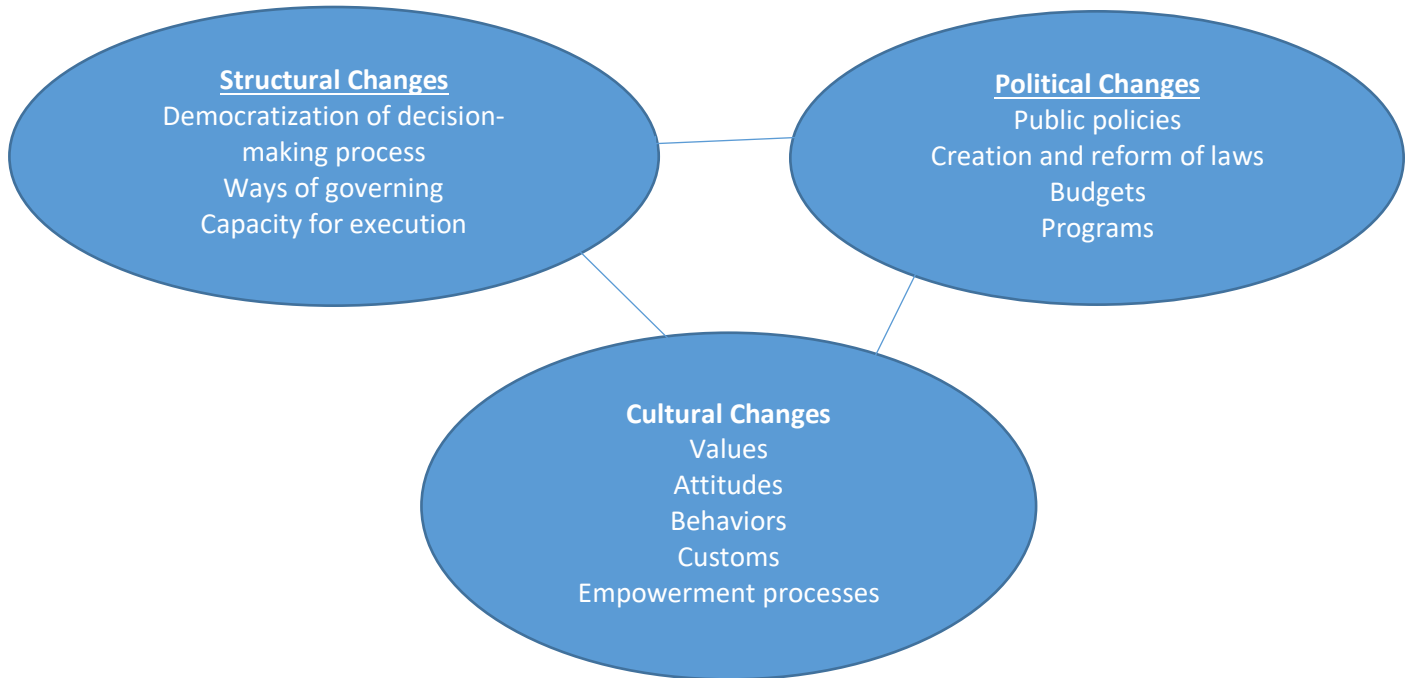 Structural Changes
Democratization of decision-
making process
Ways of governing
Capacity for execution
Political Changes
Public policies
Creation and reform of laws
Budgets
Programs
Cultural Changes
Values
Attitudes
Behaviors
Customs
Empowerment processes